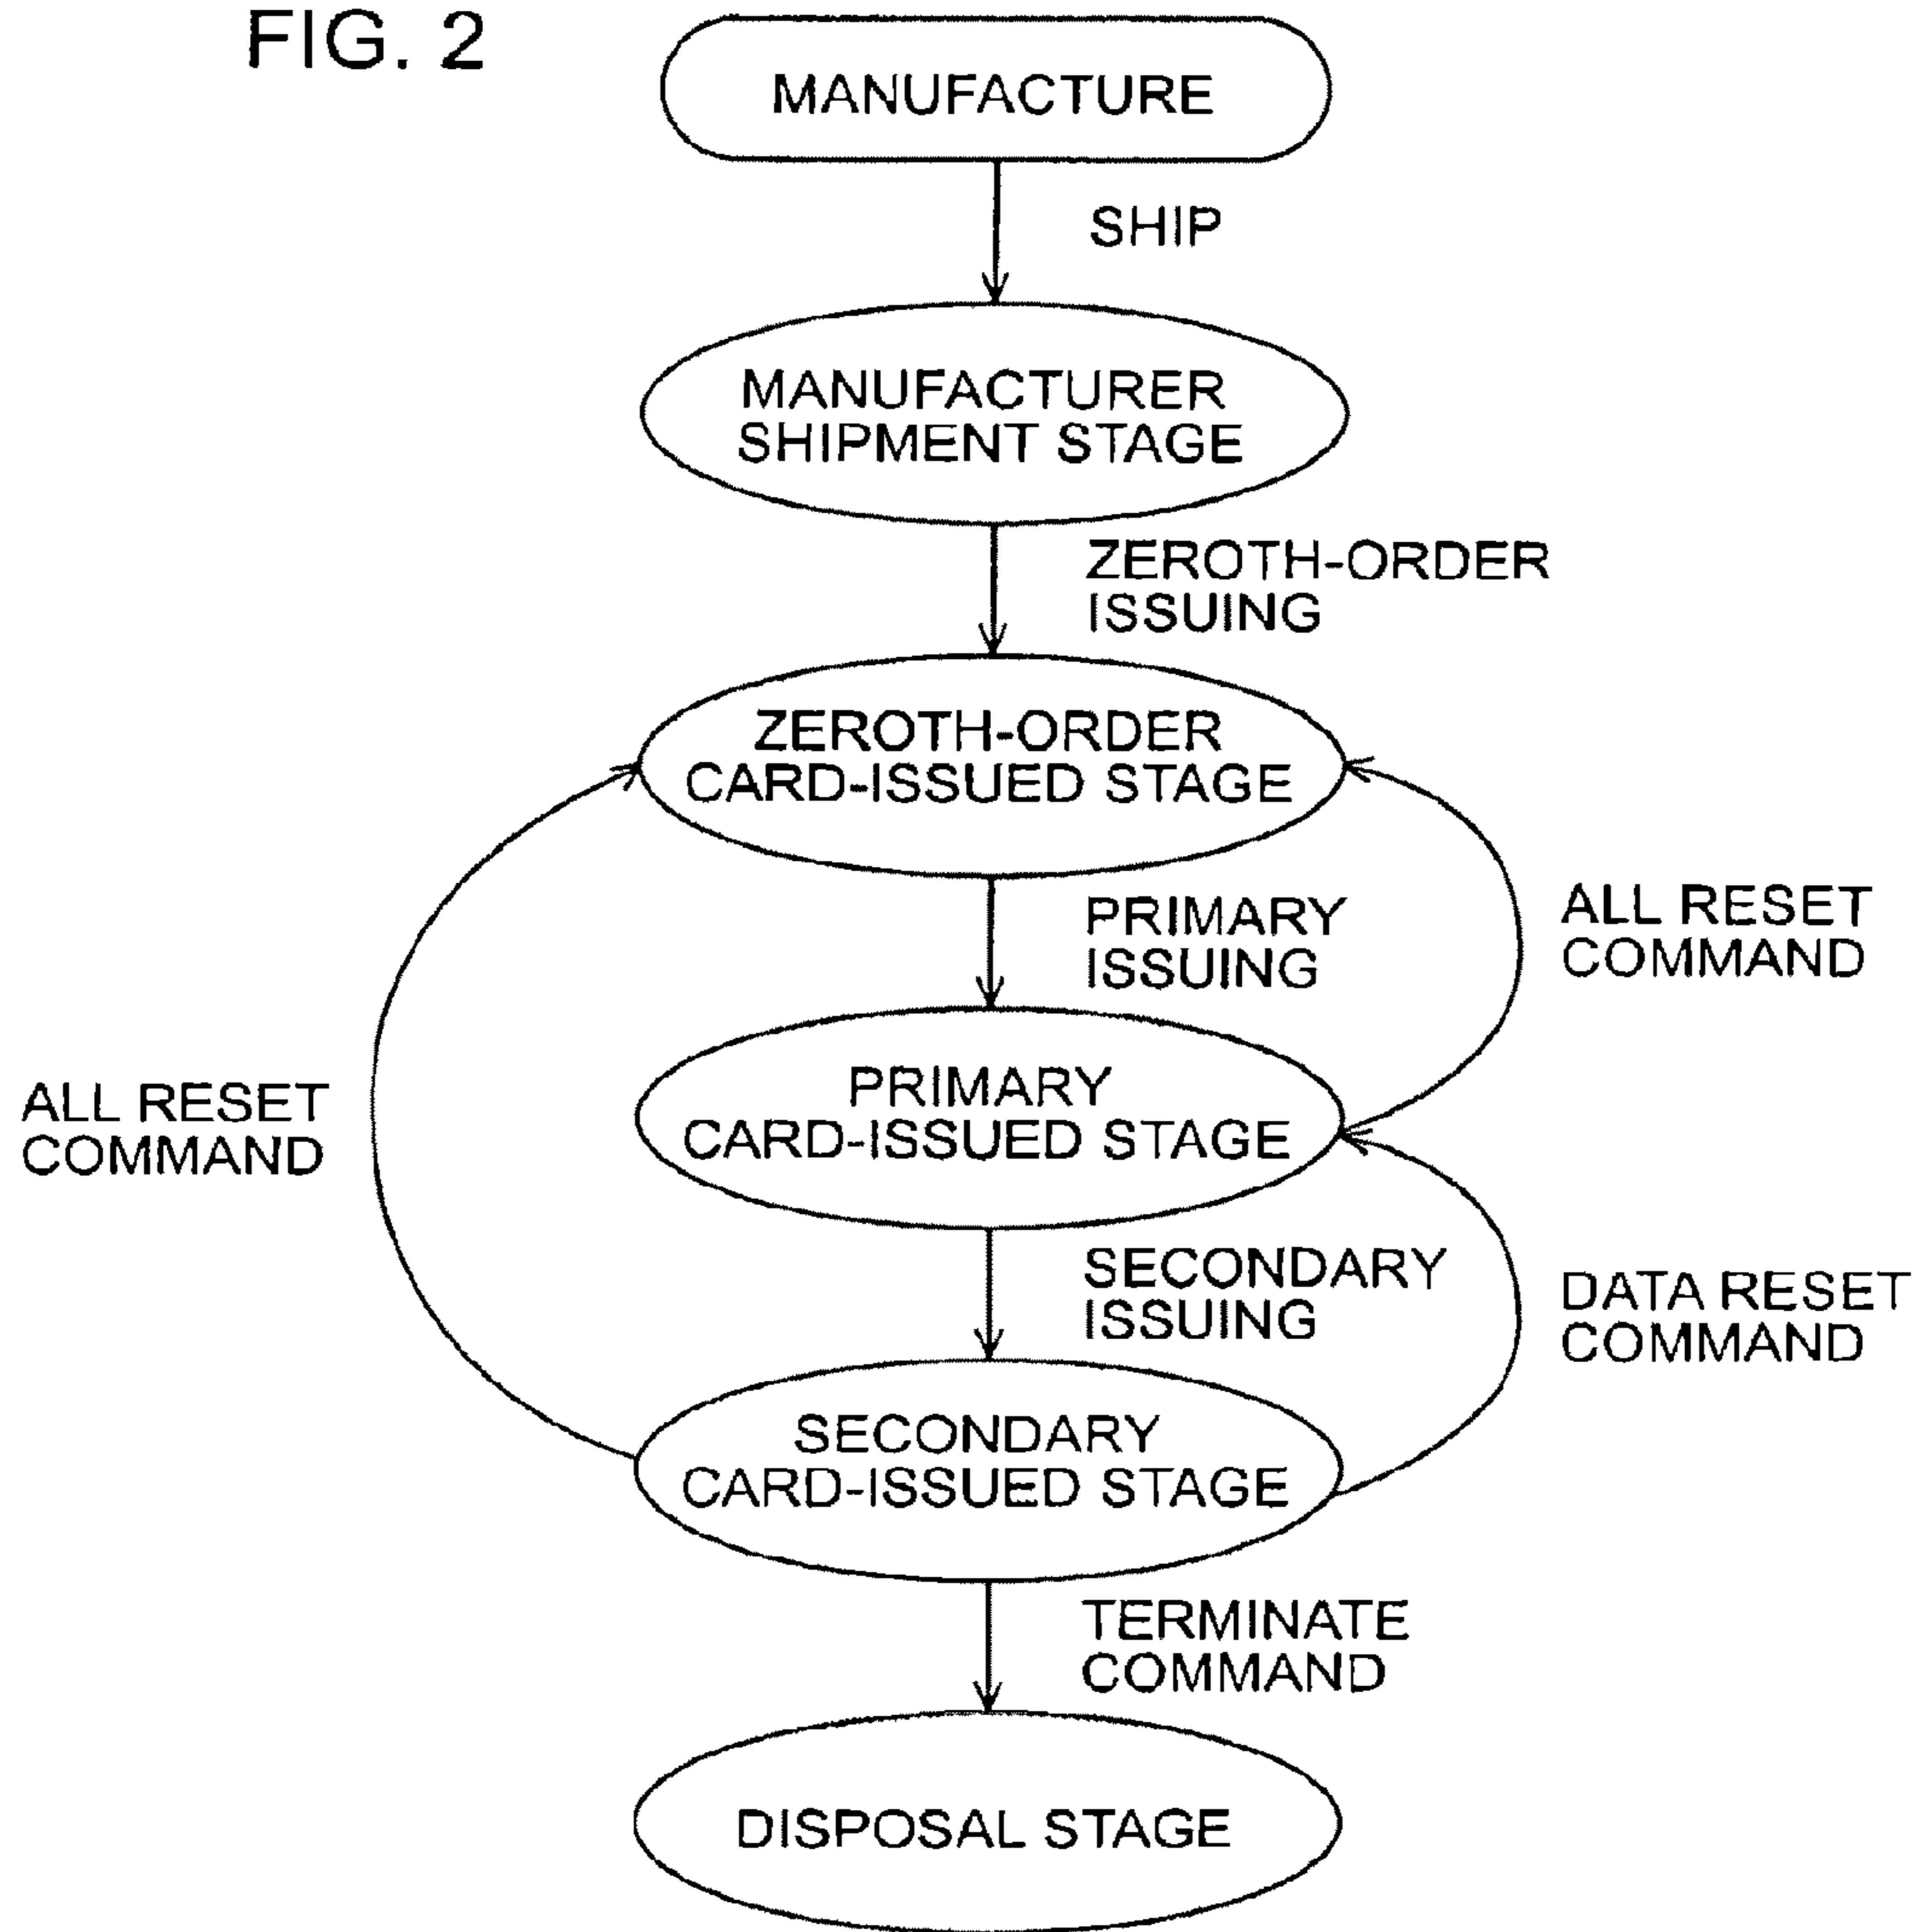 FIG. 2
MANUFACTURE
SHIP
MANUFACTURER
SHIPMENT STAGE
ZEROTH-ORDER
ISSUING
ZEROTH-ORDER
CARD-ISSUED STAGE
PRIMARY
ISSUING
ALL RESET
COMMAND
PRIMARY
CARD-ISSUED STAGE
ALL RESET
COMMAND
SECONDARY
ISSUING
DATA RESET
COMMAND
SECONDARY
CARD-ISSUED STAGE
TERMINATE
COMMAND
DISPOSAL STAGE